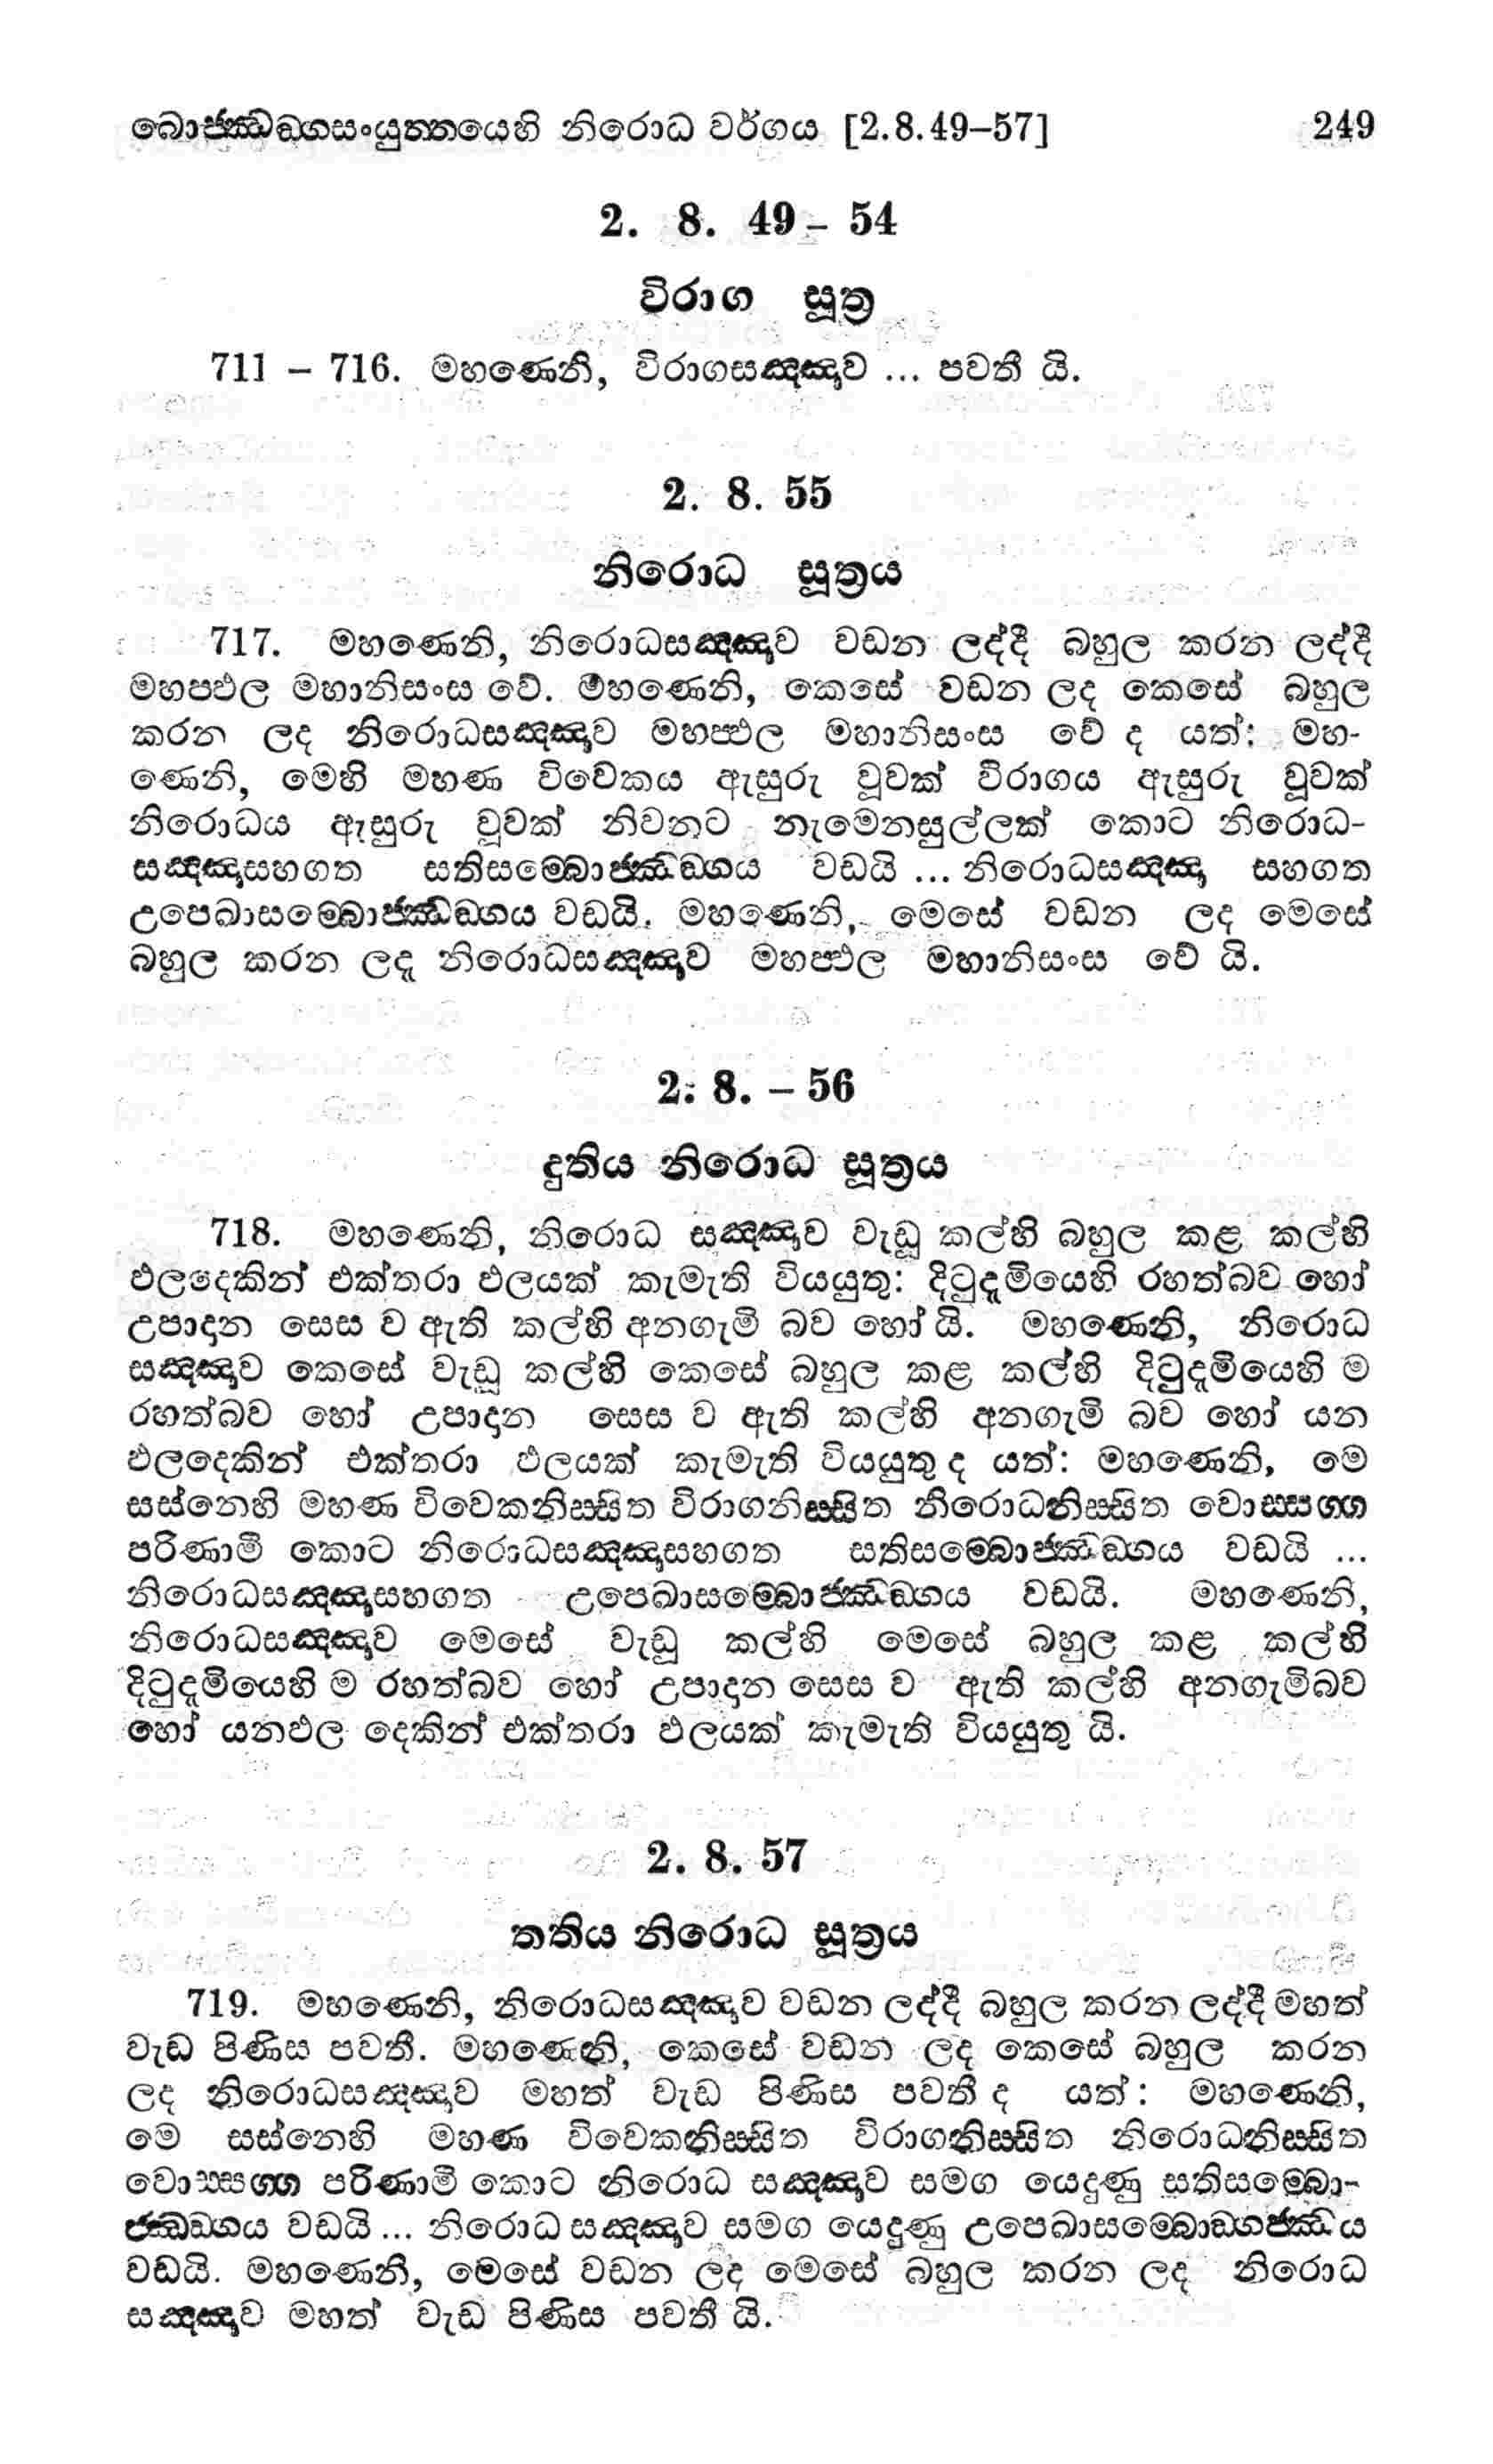 බොජ්ඣඞ්ගසංයුත්තයෙහි නිරොධ වර්ගය [2.8.49–57] 249
2. 8. 49 – 54
විරාග සූත්‍ර
711 – 716. මහණෙනි, විරාගසඤ්ඤාව ... පවතී යි.
2. 8. 55
නිරොධ සූත්‍රය
717. මහණෙනි, නිරොධසඤ්ඤාව වඩන ලද්දී බහුල කරන ලද්දී
මහප්ඵල මහානිසංස වේ. මහණෙනි, කෙසේ වඩන ලද කෙසේ බහුල
කරන ලද නිරොධසඤ්ඤාව මහප්ඵල මහානිසංස වේ ද යත්: මහ-
ණෙනි, මෙහි මහණ විවෙකය ඇසුරු වූවක් විරාගය ඇසුරු වූවක්
නිරොධය ඇසුරු වූවක් නිවනට නැමෙනසුල්ලක් කොට නිරොධ-
සඤ්ඤාසහගත සතිසම්බොජ්ඣඞ්ගය වඩයි ... නිරොධසඤ්ඤා සහගත
උපෙඛාසම්බොජ්ඣඞ්ගය වඩයි. මහණෙනි, මෙසේ වඩන ලද මෙසේ
බහුල කරන ලද නිරොධසඤ්ඤාව මහප්ඵල මහානිසංස වේ යි.
2. 8. – 56
දුතිය නිරොධ සූත්‍රය
718. මහණෙනි, නිරොධ සඤ්ඤාව වැඩූ කල්හි බහුල කළ කල්හි
ඵලදෙකින් එක්තරා ඵලයක් කැමැති වියයුතු: දිටුදැමියෙහි රහත්බව හෝ
උපාදාන සෙස ව ඇති කල්හි අනගැමි බව හෝ යි. මහණෙනි, නිරොධ
සඤ්ඤාව කෙසේ වැඩූ කල්හි කෙසේ බහුල කළ කල්හි දිටුදැමියෙහි ම
රහත්බව හෝ උපාදාන සෙස ව ඇති කල්හි අනගැමි බව හෝ යන
ඵලදෙකින් එක්තරා ඵලයක් කැමැති වියයුතු ද යත්: මහණෙනි, මෙ
සස්නෙහි මහණ විවෙකනිස්සිත විරාගනිස්සිත නිරොධනිස්සිත වොස්සග්ග
පරිණාමී කොට නිරොධසඤ්ඤාසහගත සතිසම්බොජ්ඣඞ්ගය වඩයි ...
නිරොධසඤ්ඤාසහගත උපෙඛාසම්බොජ්ඣඞ්ගය වඩයි. මහණෙනි,
නිරොධසඤ්ඤාව මෙසේ වැඩූ කල්හි මෙසේ බහුල කළ කල්හි
දිටුදැමියෙහි ම රහත්බව හෝ උපාදාන සෙස ව ඇති කල්හි අනගැමිබව
හෝ යනඵල දෙකින් එක්තරා ඵලයක් කැමැති වියයුතු යි.
2. 8. 57
තතිය නිරොධ සූත්‍රය
719. මහණෙනි, නිරොධසඤ්ඤාව වඩන ලද්දී බහුල කරන ලද්දී මහත්
වැඩ පිණිස පවතී. මහණෙනි, කෙසේ වඩන ලද කෙසේ බහුල කරන
ලද නිරොධසඤ්ඤාව මහත් වැඩ පිණිස පවතී ද යත්: මහණෙනි,
මෙ සස්නෙහි මහණ විවෙකනිස්සිත විරාගනිස්සිත නිරොධනිස්සිත
වොස්සග්ග පරිණාමී කොට නිරොධ සඤ්ඤාව සමග යෙදුණු සතිසම්බො-
ජ්ඣඞ්ගය වඩයි... නිරොධ සඤ්ඤාව සමග යෙදුණු උපෙඛාසම්බොඞ්ගජ්ඣය
වඩයි. මහණෙනි, මෙසේ වඩන ලද මෙසේ බහුල කරන ලද නිරොධ
සඤ්ඤාව මහත් වැඩ පිණිස පවතී යි.